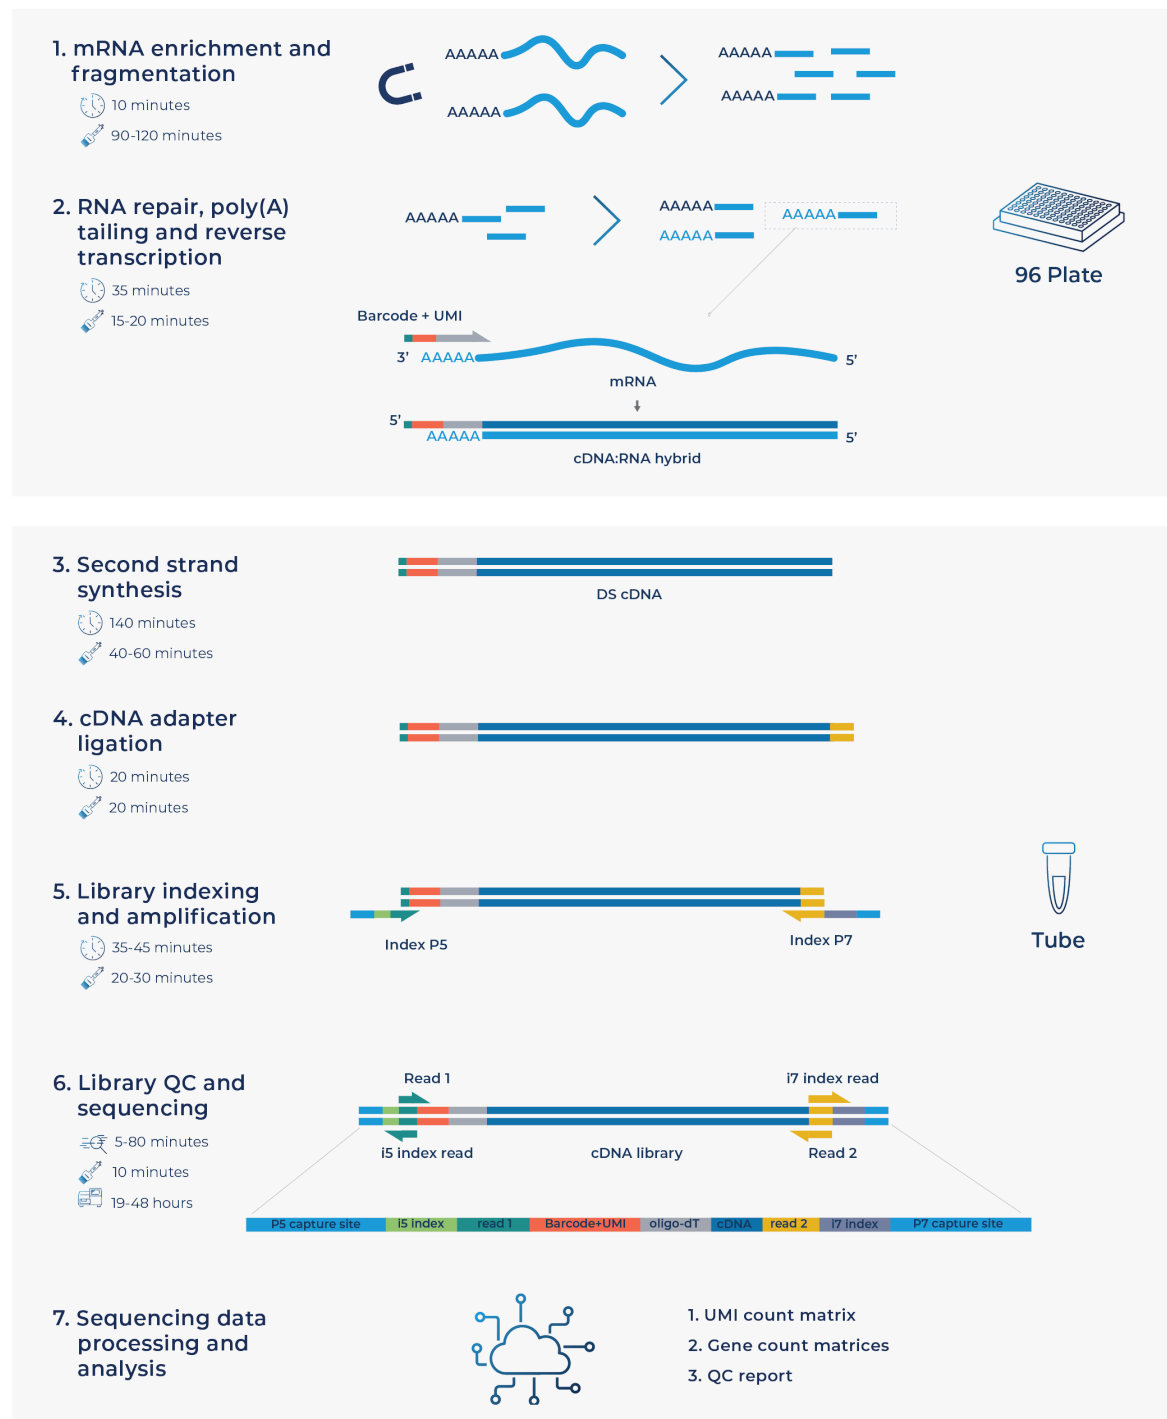 1. mRNA enrichment and
fragmentation
10 minutes
90-120 minutes
AAAAA
AAAAA
AAAAA
AAAAA
2. RNA repair, poly(A)
tailing and reverse
transcription
35 minutes
15-20 minutes
AAAAA
AAAAA
AAAAA
AAAAA
96 Plate
Barcode + UMI
3’ AAAAA 5’
mRNA
5’
AAAAA 5’
cDNA:RNA hybrid
3. Second strand
synthesis
140 minutes
40-60 minutes
DS cDNA
4. cDNA adapter
ligation
20 minutes
20 minutes
5. Library indexing
and amplification
35-45 minutes
20-30 minutes
Index P5
Index P7
Tube
6. Library QC and
sequencing
5-80 minutes
10 minutes
19-48 hours
Read 1
i7 index read
i5 index read
cDNA library
Read 2
P5 capture site i5 index read 1 Barcode+UMI oligo-dT cDNA read 2 I7 index P7 capture site
7. Sequencing data
processing and
analysis
1. UMI count matrix
2. Gene count matrices
3. QC report